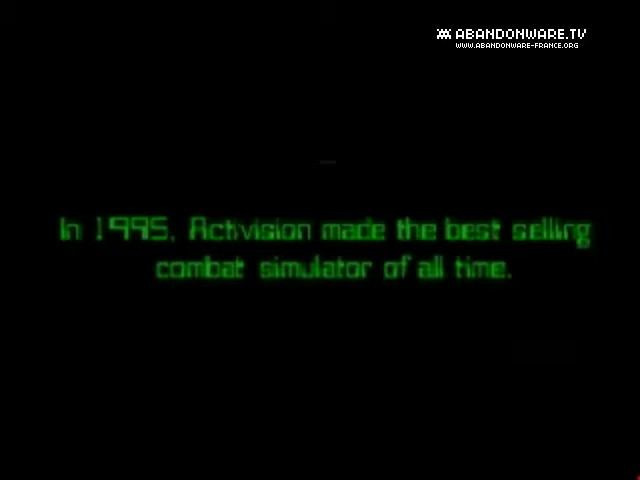 ABANDONWARE.TV
WWW.ABANDONWARE-FRANCE.ORG
In 1995, Activision made the best selling
combat simulator of all time.